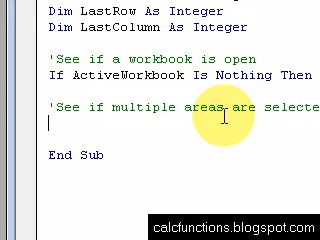 Dim LastRow As Integer
Dim LastColumn As Integer
'See if a workbook is open
If ActiveWorkbook Is Nothing Then
'See if multiple areas are selecte
End Sub
calcfunctions.blogspot.com